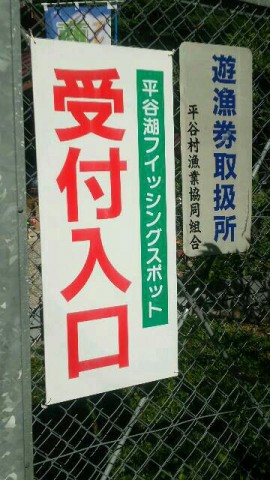 遊漁券取扱所
平谷村漁業協同組合
平谷湖フイッシングスポット
受付入口